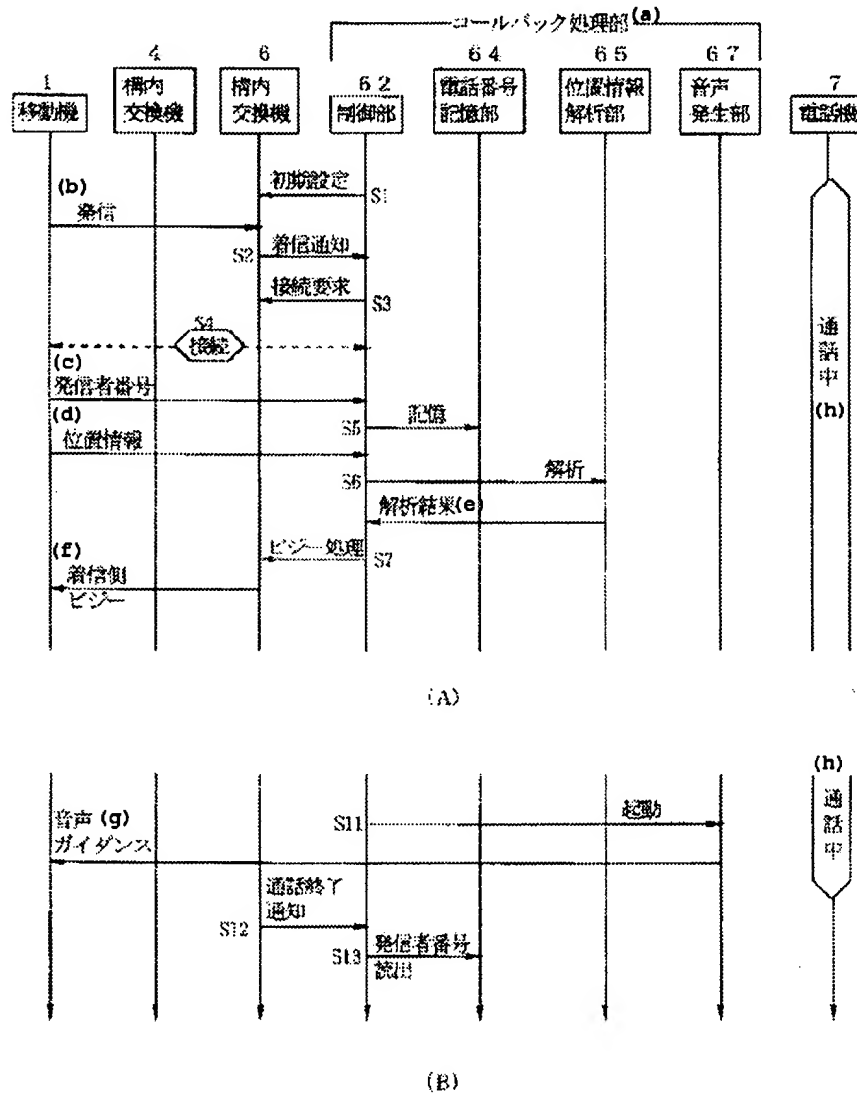 コールバック処理部(a)
1
移動機
4
構内
交換機
6
構内
交換機
62
制御部
64
電話番号
記憶部
65
位置情報
解析部
67
音声
発生部
7
電話機
初期設定
S1
(b)
発信
S2
着信通知
接続要求
S3
S4
接続
(c)
発信者番号
(d)
位置情報
S5
記憶
S6
解析
解析結果(e)
(f)
ビジー処理
S7
着信側
ビジー
通話中
(h)
(A)
(h)
通話中
音声(g)
ガイダンス
S11
起動
通話終了
通知
S12
S13
発信者番号
読出
(B)